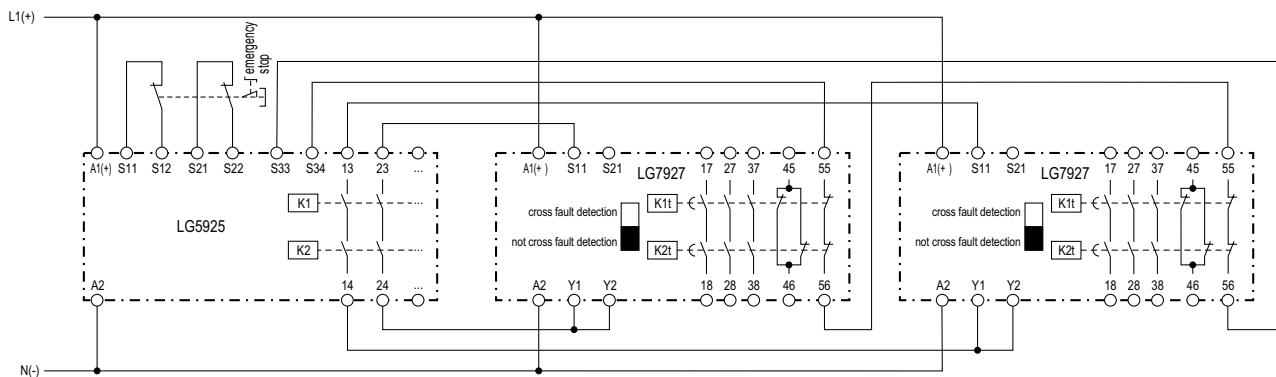 L1(+)
emergency
stop
A1(+) S11 S12 S21 S22 S33 S34 13 23 ...
A1(+ ) S11 S21 17 27 37 45 55
A1(+ ) S11 S21 17 27 37 45 55
LG5925
K1 ...
K2 ...
LG7927
cross fault detection
not cross fault detection
K1t
K2t
LG7927
cross fault detection
not cross fault detection
K1t
K2t
A2 14 24 ...
A2 Y1 Y2 18 28 38 46 56
A2 Y1 Y2 18 28 38 46 56
N(-)